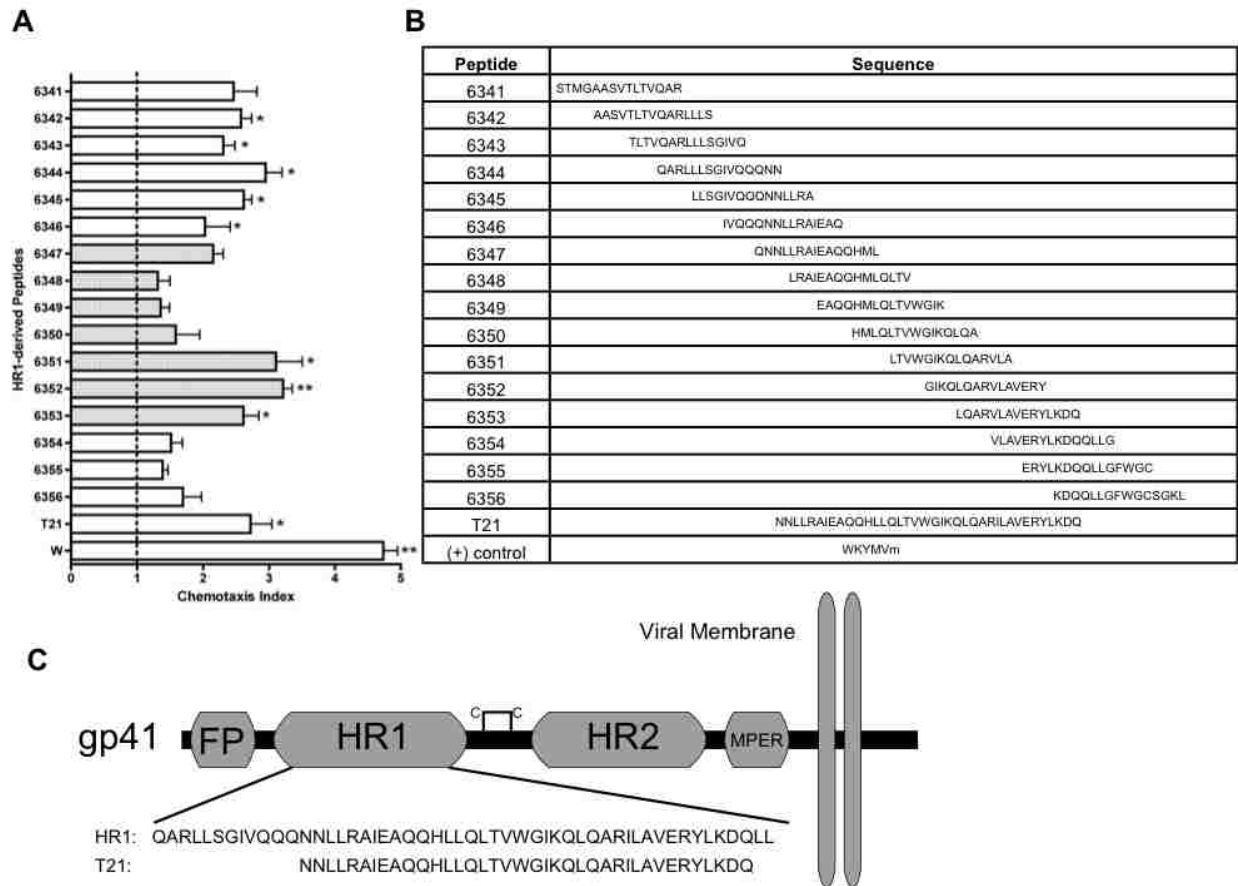 A
B
HR1-derived Peptides
6341
6342 *
6343 *
6344 *
6345 *
6346 *
6347
6348
6349
6350
6351 *
6352 **
6353 *
6354
6355
6356
T21 *
W **
0 1 2 3 4 5
Chemotaxis Index
Peptide Sequence
6341 STMGAASVTLTVQAR
6342 AASVTLTVQARLLLS
6343 TLTVQARLLLSGIVQ
6344 QARLLLSGIVQQQNN
6345 LLSGIVQQQNNLLRA
6346 IVQQQNNLLRAIEAQ
6347 QNNLLRAIEAQQHML
6348 LRAIEAQQHMLQLTV
6349 EAQQHMLQLTVWGIK
6350 HMLQLTVWGIKQLQA
6351 LTVWGIKQLQARVLA
6352 GIKQLQARVLAVERY
6353 LQARVLAVERYLKDQ
6354 VLAVERYLKDQQLLG
6355 ERYLKDQQLLGFWGC
6356 KDQQLLGFWGCSGKL
T21 NNLLRAIEAQQHLLQLTVWGIKQLQARILAVERYLKDQ
(+) control WKYMVm
Viral Membrane
C
gp41 FP HR1 C C HR2 MPER
HR1: QARLLSGIVQQQNNLLRAIEAQQHLLQLTVWGIKQLQARILAVERYLKDQLL
T21: NNLLRAIEAQQHLLQLTVWGIKQLQARILAVERYLKDQ